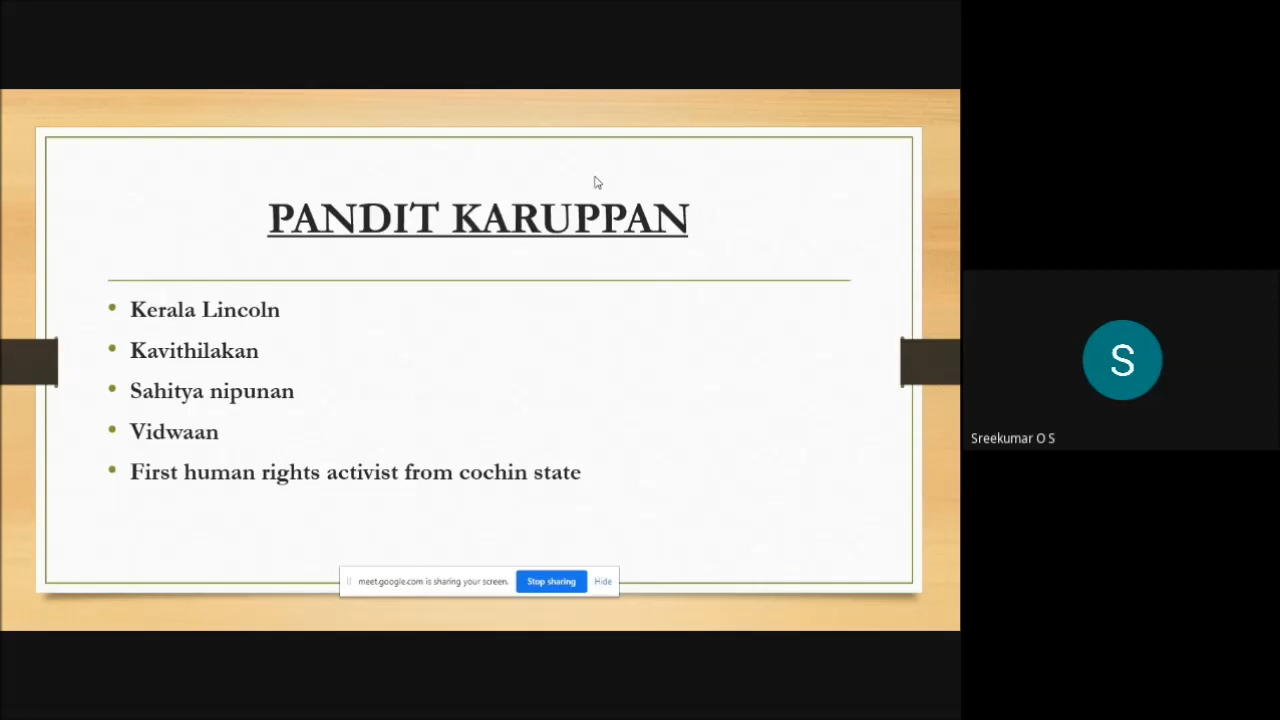 PANDIT KARUPPAN
Kerala Lincoln
Kavithilakan
Sahitya nipunan
Vidwaan
First human rights activist from cochin state
meet.google.com is sharing your screen. Stop sharing Hide
S
Sreekumar O S